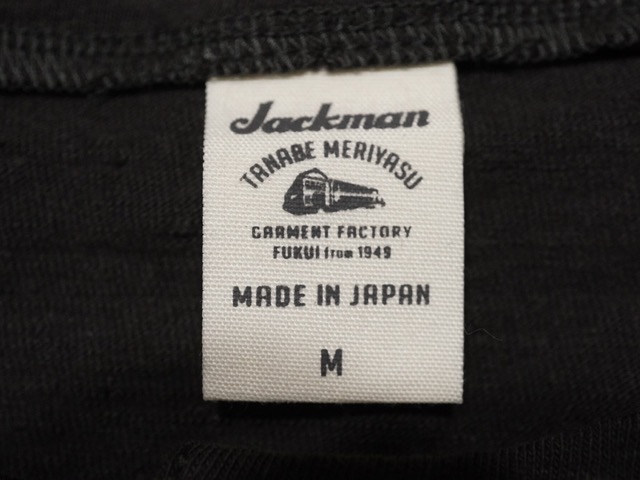 Jackman
TANABE MERIYASU
GARMENT FACTORY
FUKUI from 1949
MADE IN JAPAN
M